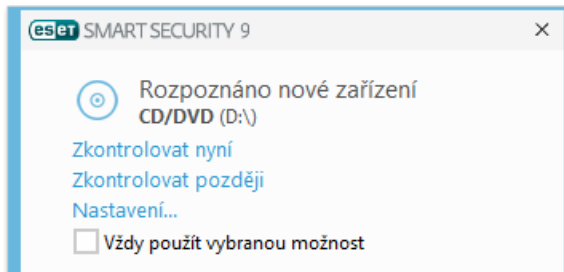 eset SMART SECURITY 9
Rozpoznáno nové zařízení
CD/DVD (D:\)
Zkontrolovat nyní
Zkontrolovat později
Nastavení...
Vždy použít vybranou možnost